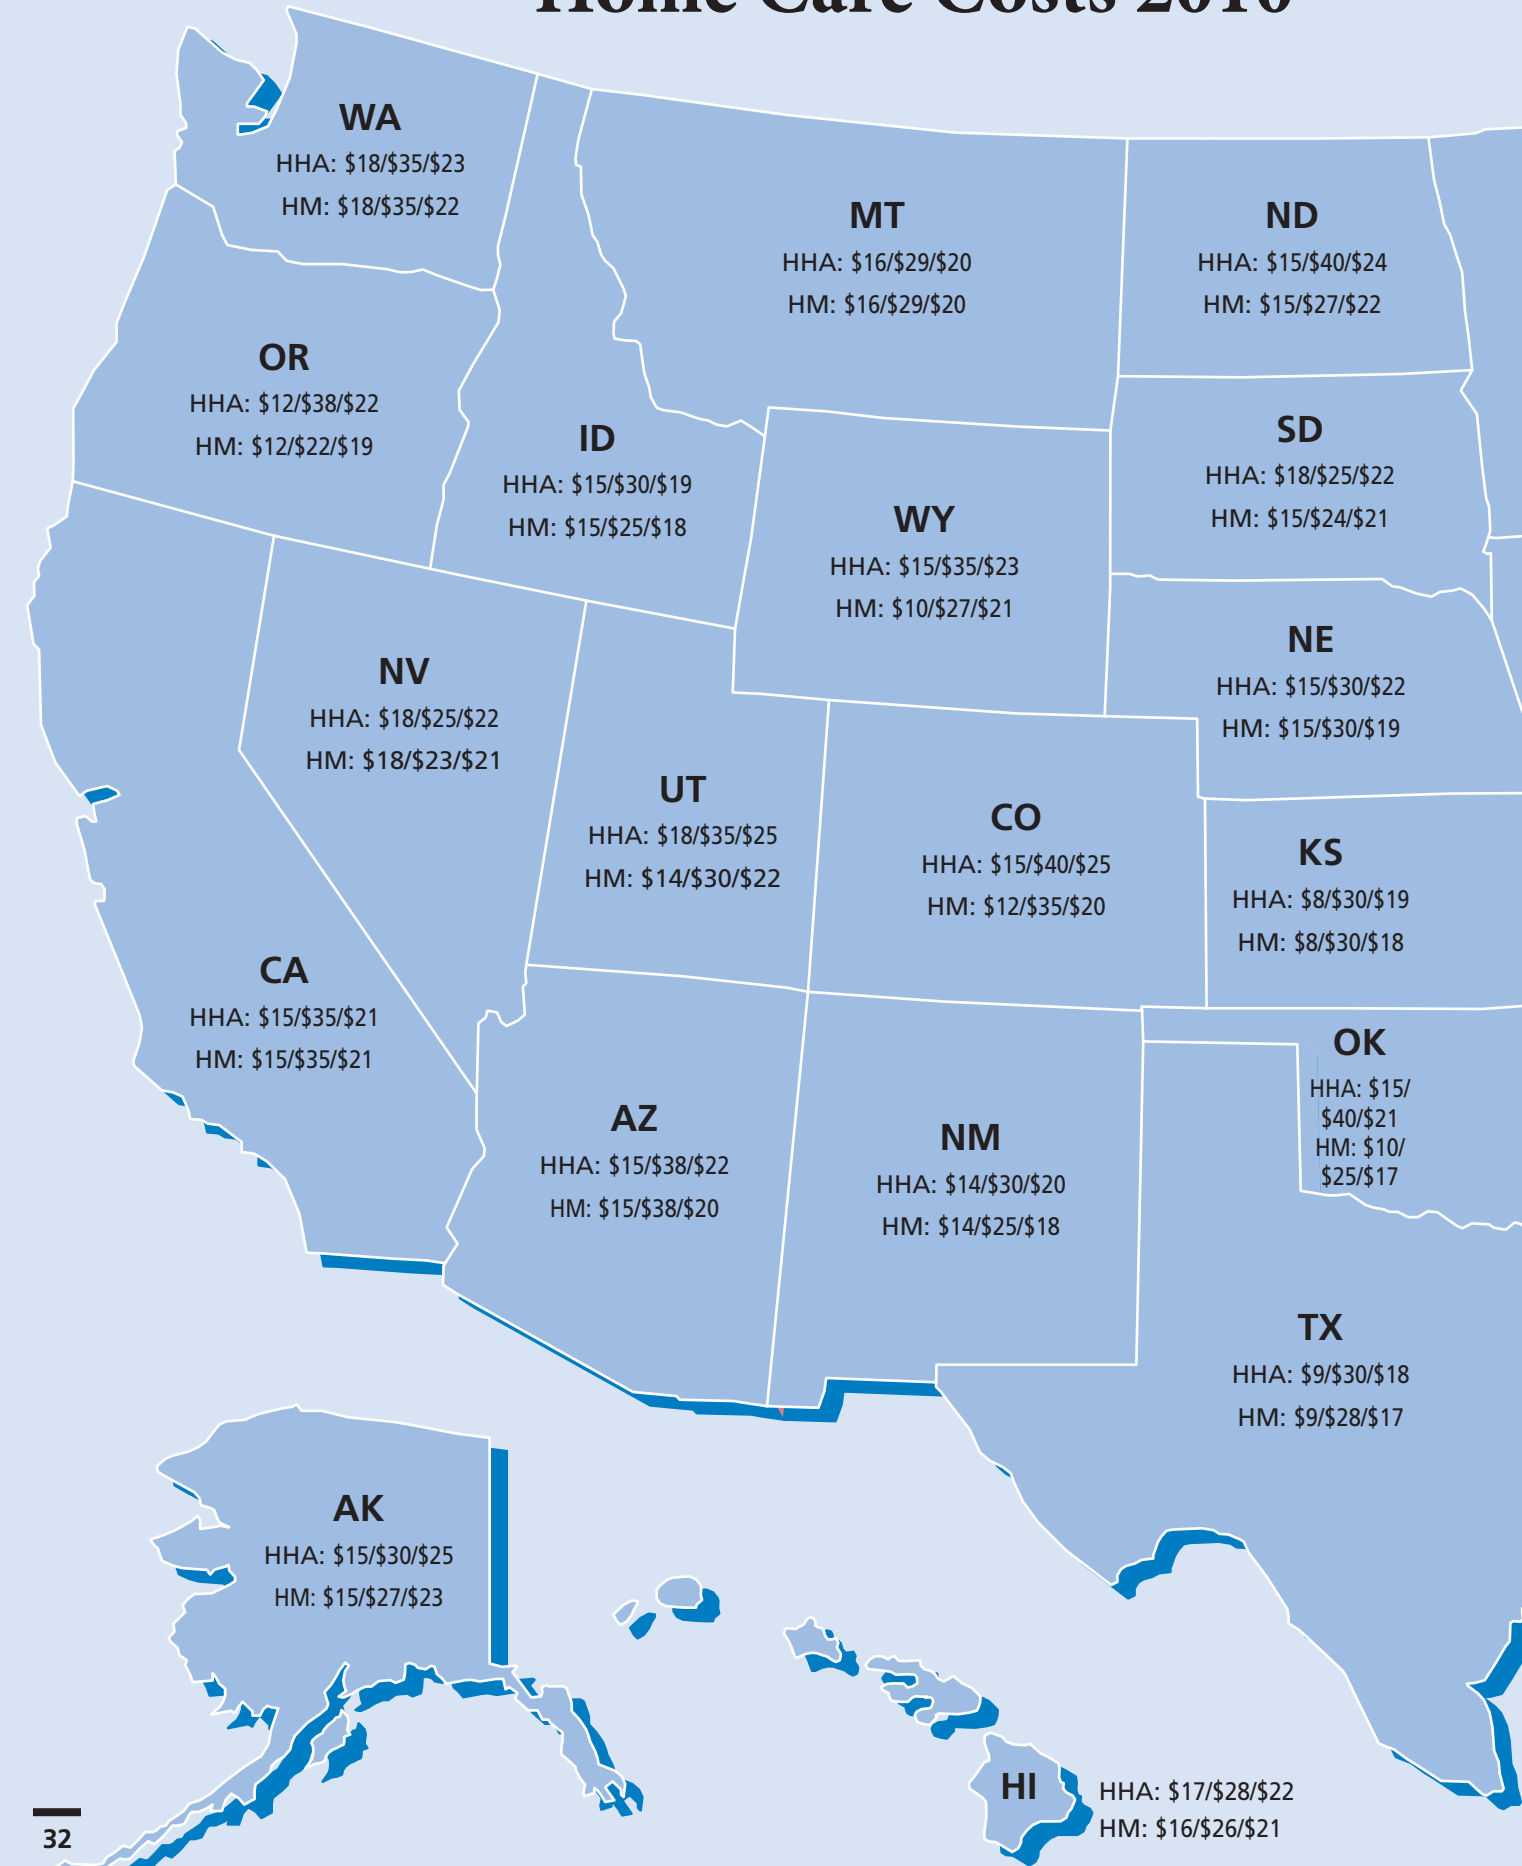 Home Care Costs 2010
WA
HHA: $18/$35/$23
HM: $18/$35/$22
MT
HHA: $16/$29/$20
HM: $16/$29/$20
ND
HHA: $15/$40/$24
HM: $15/$27/$22
OR
HHA: $12/$38/$22
HM: $12/$22/$19
ID
HHA: $15/$30/$19
HM: $15/$25/$18
SD
HHA: $18/$25/$22
HM: $15/$24/$21
WY
HHA: $15/$35/$23
HM: $10/$27/$21
NE
HHA: $15/$30/$22
HM: $15/$30/$19
NV
HHA: $18/$25/$22
HM: $18/$23/$21
UT
HHA: $18/$35/$25
HM: $14/$30/$22
CO
HHA: $15/$40/$25
HM: $12/$35/$20
KS
HHA: $8/$30/$19
HM: $8/$30/$18
CA
HHA: $15/$35/$21
HM: $15/$35/$21
OK
HHA: $15/
$40/$21
HM: $10/
$25/$17
AZ
HHA: $15/$38/$22
HM: $15/$38/$20
NM
HHA: $14/$30/$20
HM: $14/$25/$18
TX
HHA: $9/$30/$18
HM: $9/$28/$17
AK
HHA: $15/$30/$25
HM: $15/$27/$23
HI
HHA: $17/$28/$22
HM: $16/$26/$21
32